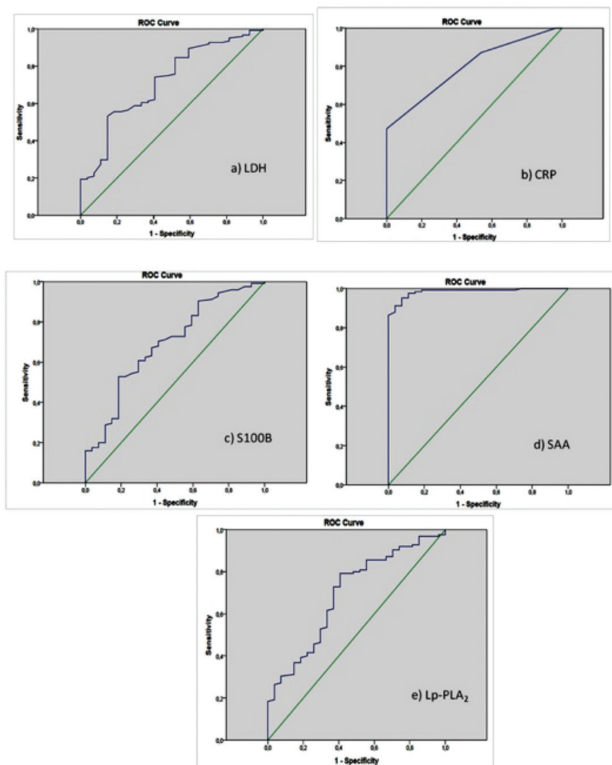 ROC Curve
Sensitivity
1,0
0,8
0,6
0,4
0,2
0,0
a) LDH
0,0 0,2 0,4 0,6 0,8 1,0
1 - Specificity
ROC Curve
Sensitivity
1,0
0,8
0,6
0,4
0,2
0,0
b) CRP
0,0 0,2 0,4 0,6 0,8 1,0
1 - Specificity
ROC Curve
Sensitivity
1,0
0,8
0,6
0,4
0,2
0,0
c) S100B
0,0 0,2 0,4 0,6 0,8 1,0
1 - Specificity
ROC Curve
Sensitivity
1,0
0,8
0,6
0,4
0,2
0,0
d) SAA
0,0 0,2 0,4 0,6 0,8 1,0
1 - Specificity
ROC Curve
Sensitivity
1,0
0,8
0,6
0,4
0,2
0,0
e) Lp-PLA₂
0,0 0,2 0,4 0,6 0,8 1,0
1 - Specificity